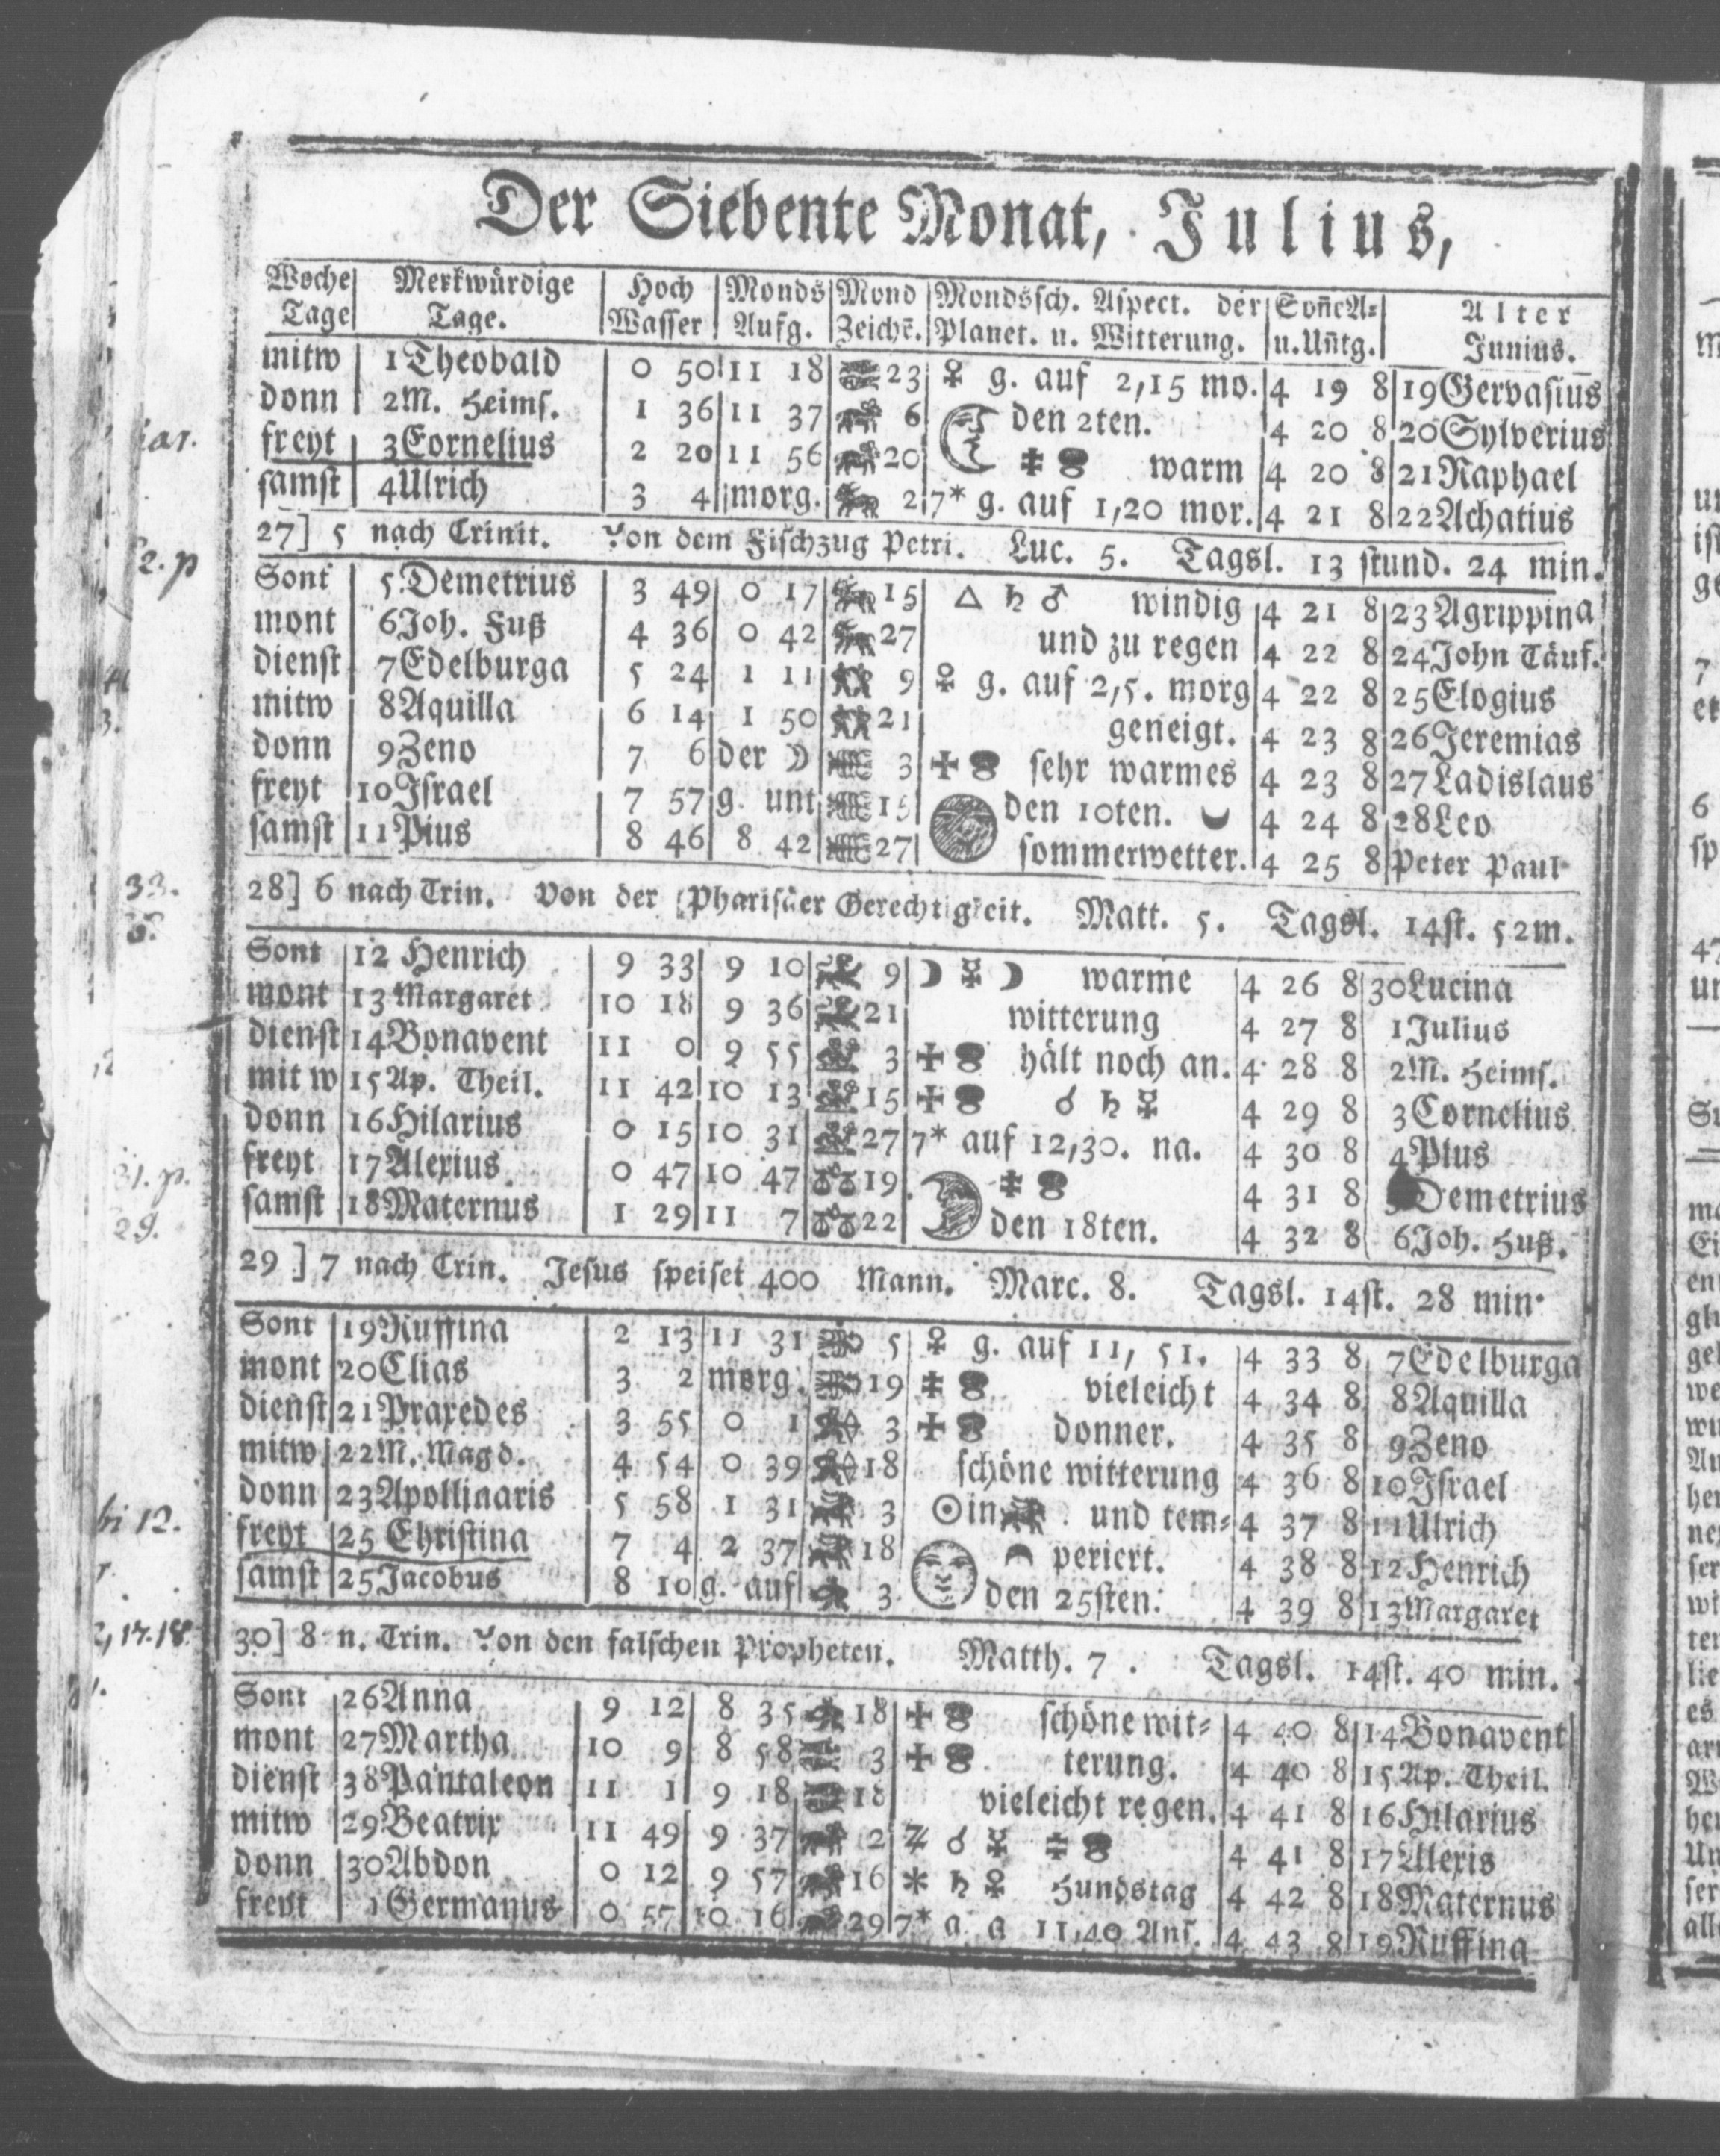 Der Siebente Monat, Julius,
Woche Tage Merkwürdige Tage. Hoch Wasser Monds Aufg. Mond Zeichē. Mondssch. Aspect. der Planet. u. Witterung. Soñe A= u. Uñtg. Alter Junius.
mitw 1 Theobald 0 50 11 18 23 ♀ g. auf 2,15 mo. 4 19 8 19 Gervasius
donn 2 M. Heims. 1 36 11 37 6 den 2ten. 4 20 8 20 Sylverius
freyt 3 Cornelius 2 20 11 56 20 warm 4 20 8 21 Raphael
samst 4 Ulrich 3 4 morg. 2 7* g. auf 1,20 mor. 4 21 8 22 Achatius
27] 5 nach Trinit. Von dem Fischzug Petri. Luc. 5. Tagsl. 13 stund. 24 min.
Sont 5 Demetrius 3 49 0 17 15 △ ♄ ♂ windig 4 21 8 23 Agrippina
mont 6 Joh. Huß 4 36 0 42 27 und zu regen 4 22 8 24 John Täuf.
dienst 7 Edelburga 5 24 1 11 9 ♀ g. auf 2,5. morg 4 22 8 25 Elogius
mitw 8 Aquilla 6 14 1 50 21 geneigt. 4 23 8 26 Jeremias
donn 9 Zeno 7 6 der ☽ 3 sehr warmes 4 23 8 27 Ladislaus
freyt 10 Israel 7 57 g. unt 15 den 10ten. 4 24 8 28 Leo
samst 11 Pius 8 46 8 42 27 sommerwetter. 4 25 8 Peter Paul
28] 6 nach Trin. Von der Pharisäer Gerechtigkeit. Matt. 5. Tagsl. 14st. 52m.
Sont 12 Henrich 9 33 9 10 9 ☽ ☿ ☽ warme 4 26 8 30 Lucina
mont 13 Margaret 10 18 9 36 21 witterung 4 27 8 1 Julius
dienst 14 Bonavent 11 0 9 55 3 hält noch an. 4 28 8 2 M. Heims.
mitw 15 Ap. Theil. 11 42 10 13 15 ☌ ♄ ☿ 4 29 8 3 Cornelius
donn 16 Hilarius 0 15 10 31 27 7* auf 12,30. na. 4 30 8 4 Pius
freyt 17 Alexius 0 47 10 47 19 4 31 8 Demetrius
samst 18 Maternus 1 29 11 7 22 den 18ten. 4 32 8 6 Joh. Huß.
29] 7 nach Trin. Jesus speiset 400 Mann. Marc. 8. Tagsl. 14st. 28 min.
Sont 19 Ruffina 2 13 11 31 5 ♀ g. auf 11, 51. 4 33 8 7 Edelburga
mont 20 Elias 3 2 morg. 19 vieleicht 4 34 8 8 Aquilla
dienst 21 Praxedes 3 55 0 1 3 donner. 4 35 8 9 Zeno
mitw 22 M. Magd. 4 54 0 39 18 schöne witterung 4 36 8 10 Israel
donn 23 Apollinaris 5 58 1 31 3 ☉ in und tem= 4 37 8 11 Ulrich
freyt 25 Christina 7 4 2 37 18 periert. 4 38 8 12 Henrich
samst 25 Jacobus 8 10 g. auf 3 den 25sten. 4 39 8 13 Margaret
30] 8 n. Trin. Von den falschen Propheten. Matth. 7. Tagsl. 14st. 40 min.
Sont 26 Anna 9 12 8 35 18 schöne wit= 4 40 8 14 Bonavent
mont 27 Martha 10 9 8 58 3 terung. 4 40 8 15 Ap. Theil.
dienst 38 Pantaleon 11 1 9 18 18 vieleicht regen. 4 41 8 16 Hilarius
mitw 29 Beatrix 11 49 9 37 2 ♃ ☌ ☿ 4 41 8 17 Alexis
donn 30 Abdon 0 12 9 57 16 * ♄ ♀ Hundstag 4 42 8 18 Maternus
freyt 1 Germanus 0 57 10 16 29 7* a. a 11,40 Anf. 4 43 8 19 Ruffina